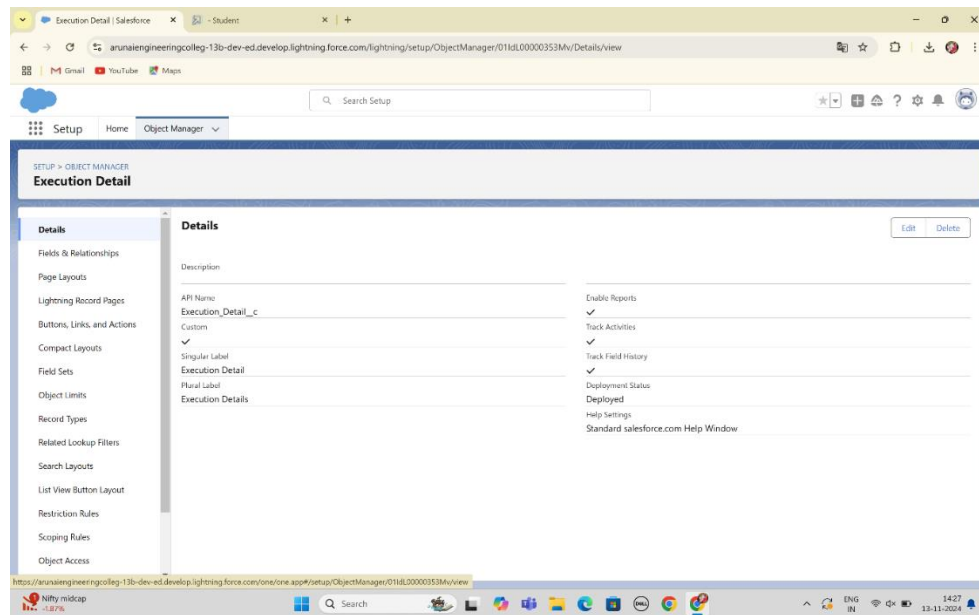 Execution Detail | Salesforce
- Student
arunaiengineeringcolleg-13b-dev-ed.develop.lightning.force.com/lightning/setup/ObjectManager/01IdL00000353Mv/Details/view
Gmail YouTube Maps
Search Setup
Setup Home Object Manager
SETUP > OBJECT MANAGER
Execution Detail
Details
Fields & Relationships
Page Layouts
Lightning Record Pages
Buttons, Links, and Actions
Compact Layouts
Field Sets
Object Limits
Record Types
Related Lookup Filters
Search Layouts
List View Button Layout
Restriction Rules
Scoping Rules
Object Access
Details
Edit Delete
Description
API Name
Execution_Detail__c
Custom
Singular Label
Execution Detail
Plural Label
Execution Details
Enable Reports
Track Activities
Track Field History
Deployment Status
Deployed
Help Settings
Standard salesforce.com Help Window
https://arunaiengineeringcolleg-13b-dev-ed.develop.lightning.force.com/one/one.app#/setup/ObjectManager/01IdL00000353Mv/view
Nifty midcap
-1.87%
Search
ENG
IN
14:27
13-11-2024